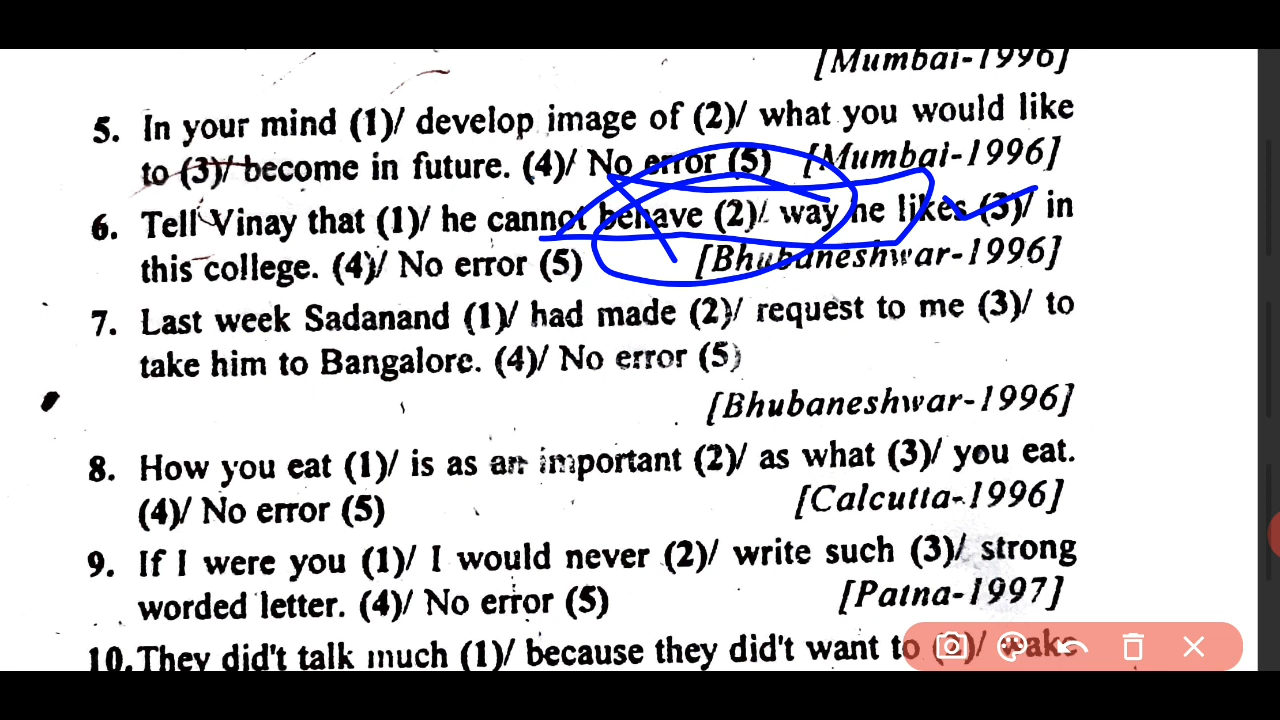 [Mumbai-1996]
5. In your mind (1)/ develop image of (2)/ what you would like
to (3)/ become in future. (4)/ No error (5) [Mumbai-1996]
6. Tell Vinay that (1)/ he cannot behave (2)/ way he likes (3)/ in
this college. (4)/ No error (5) [Bhubaneshwar-1996]
7. Last week Sadanand (1)/ had made (2)/ request to me (3)/ to
take him to Bangalore. (4)/ No error (5)
[Bhubaneshwar-1996]
8. How you eat (1)/ is as an important (2)/ as what (3)/ you eat.
(4)/ No error (5) [Calcutta-1996]
9. If I were you (1)/ I would never (2)/ write such (3)/ strong
worded letter. (4)/ No error (5) [Patna-1997]
10. They did't talk much (1)/ because they did't want to (2)/ wake